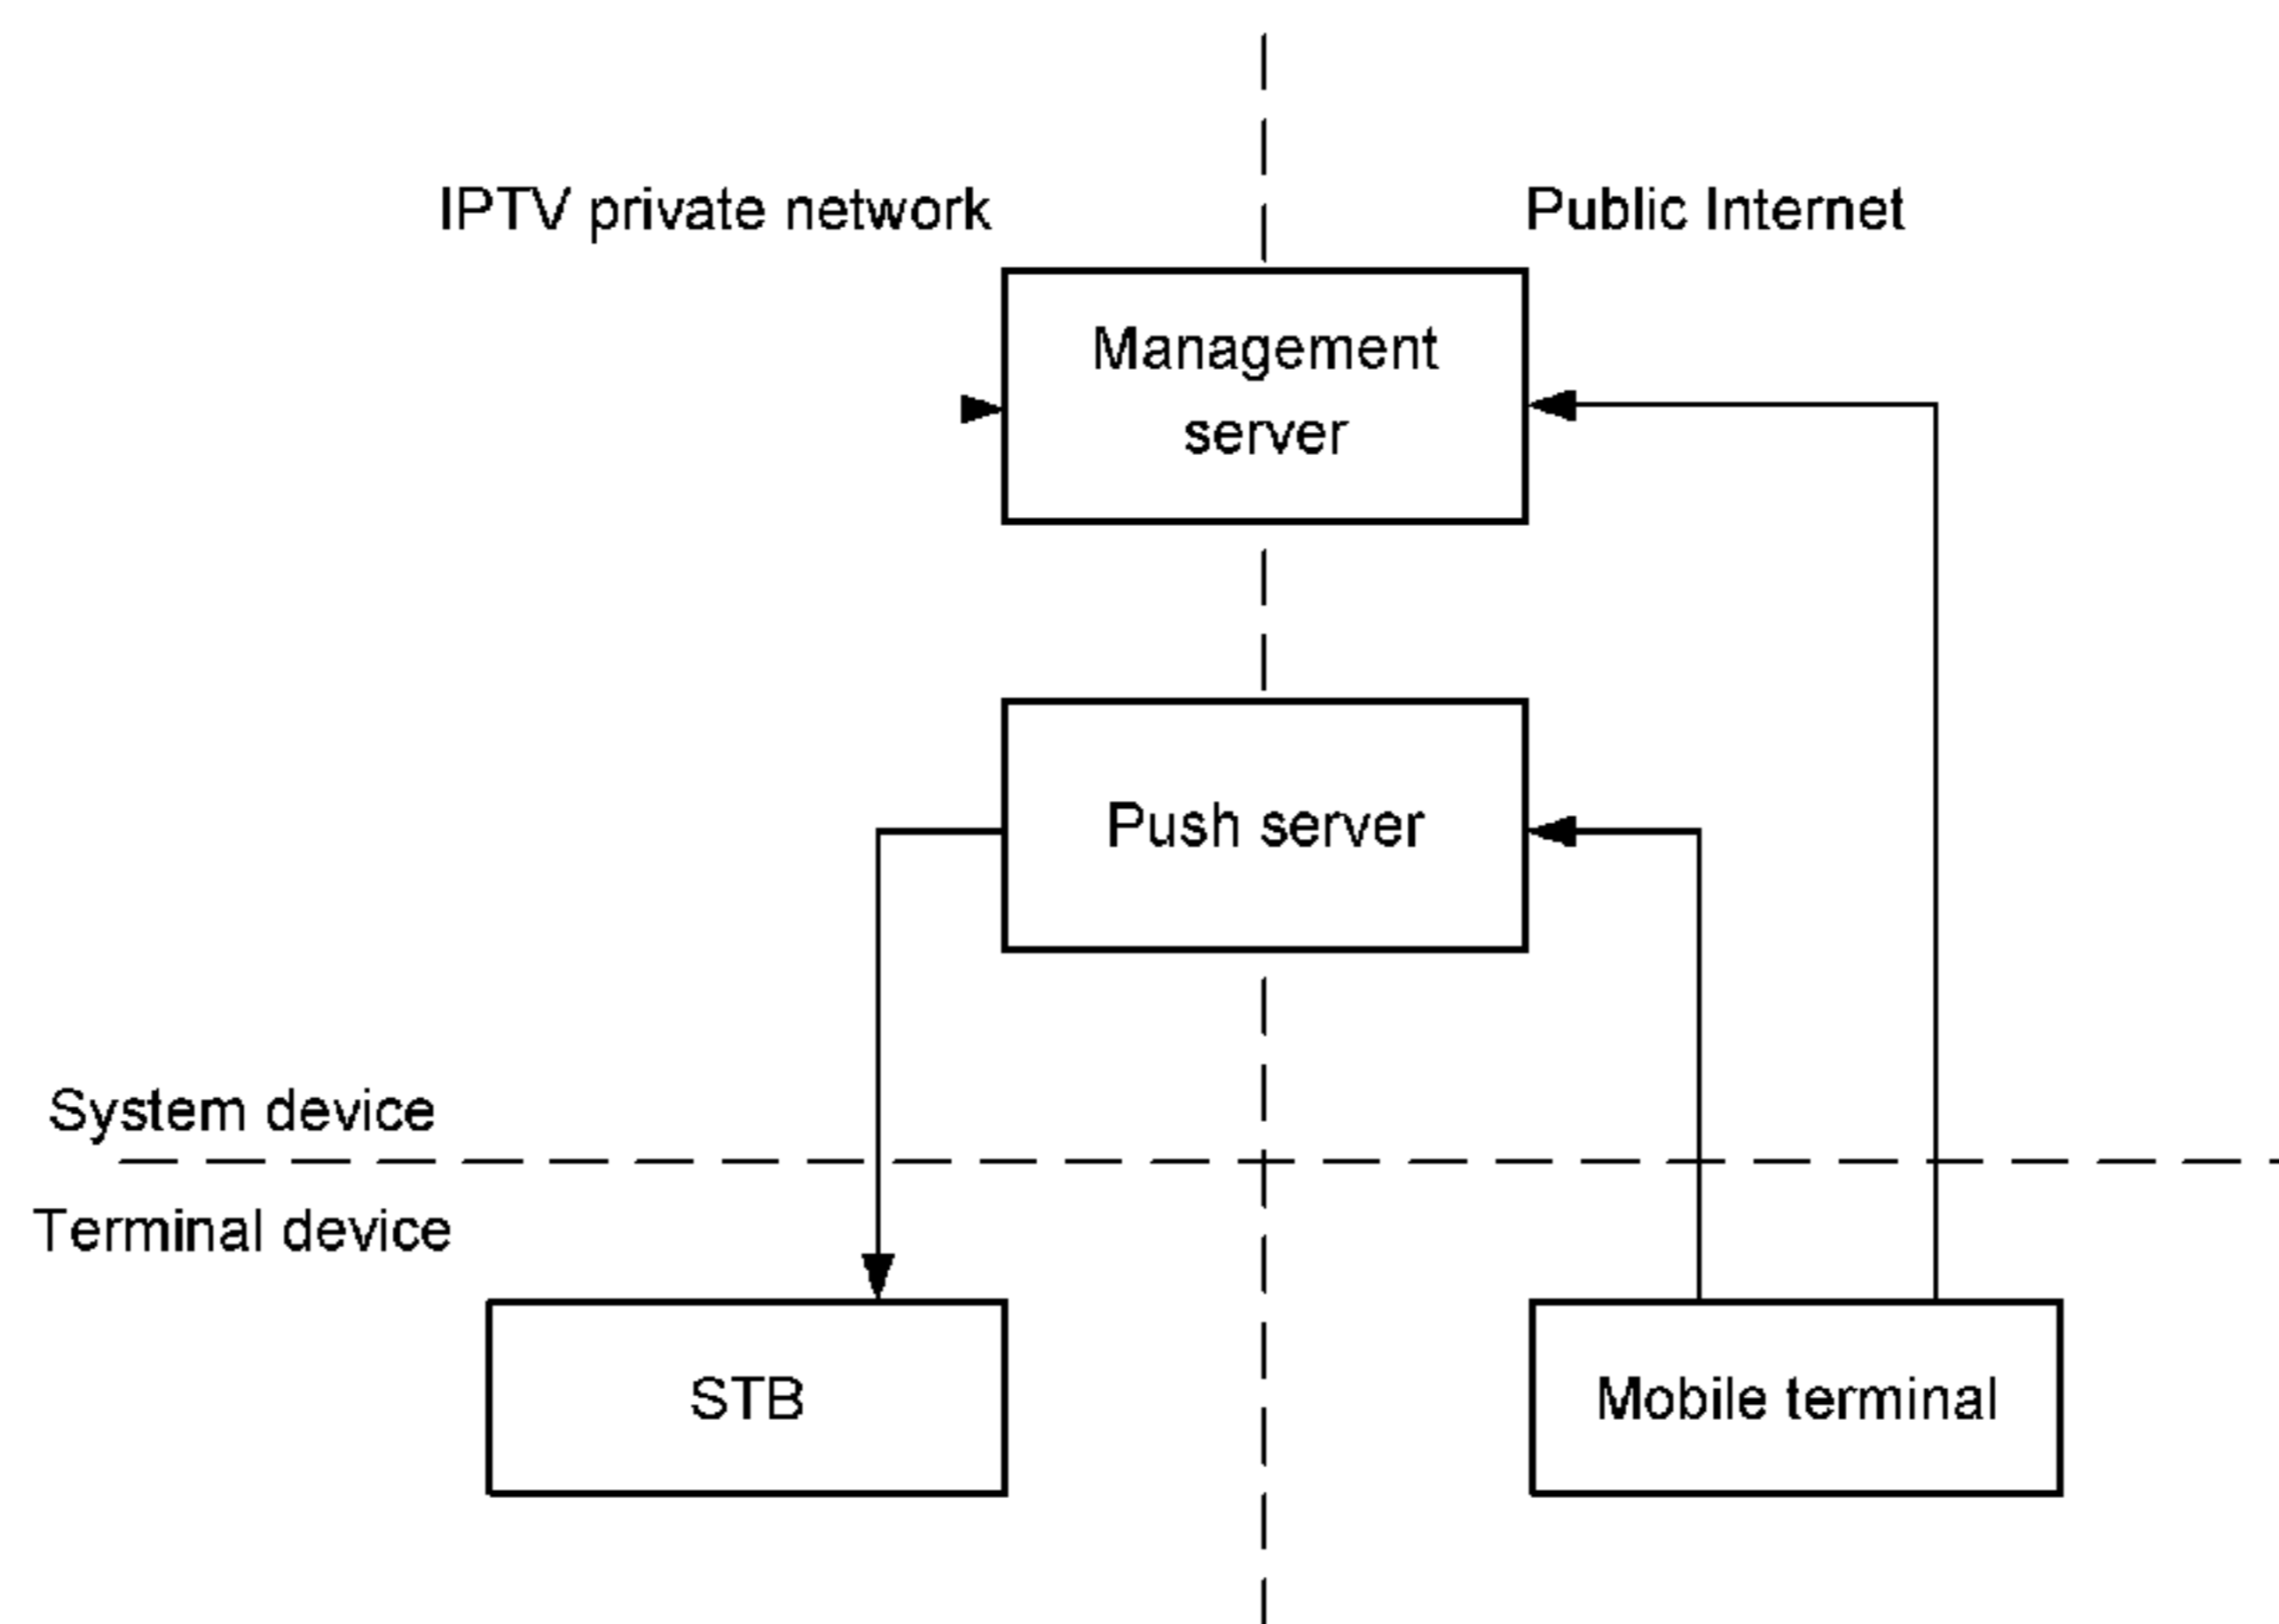 IPTV private network
Public Internet
Management
server
Push server
System device
Terminal device
STB
Mobile terminal